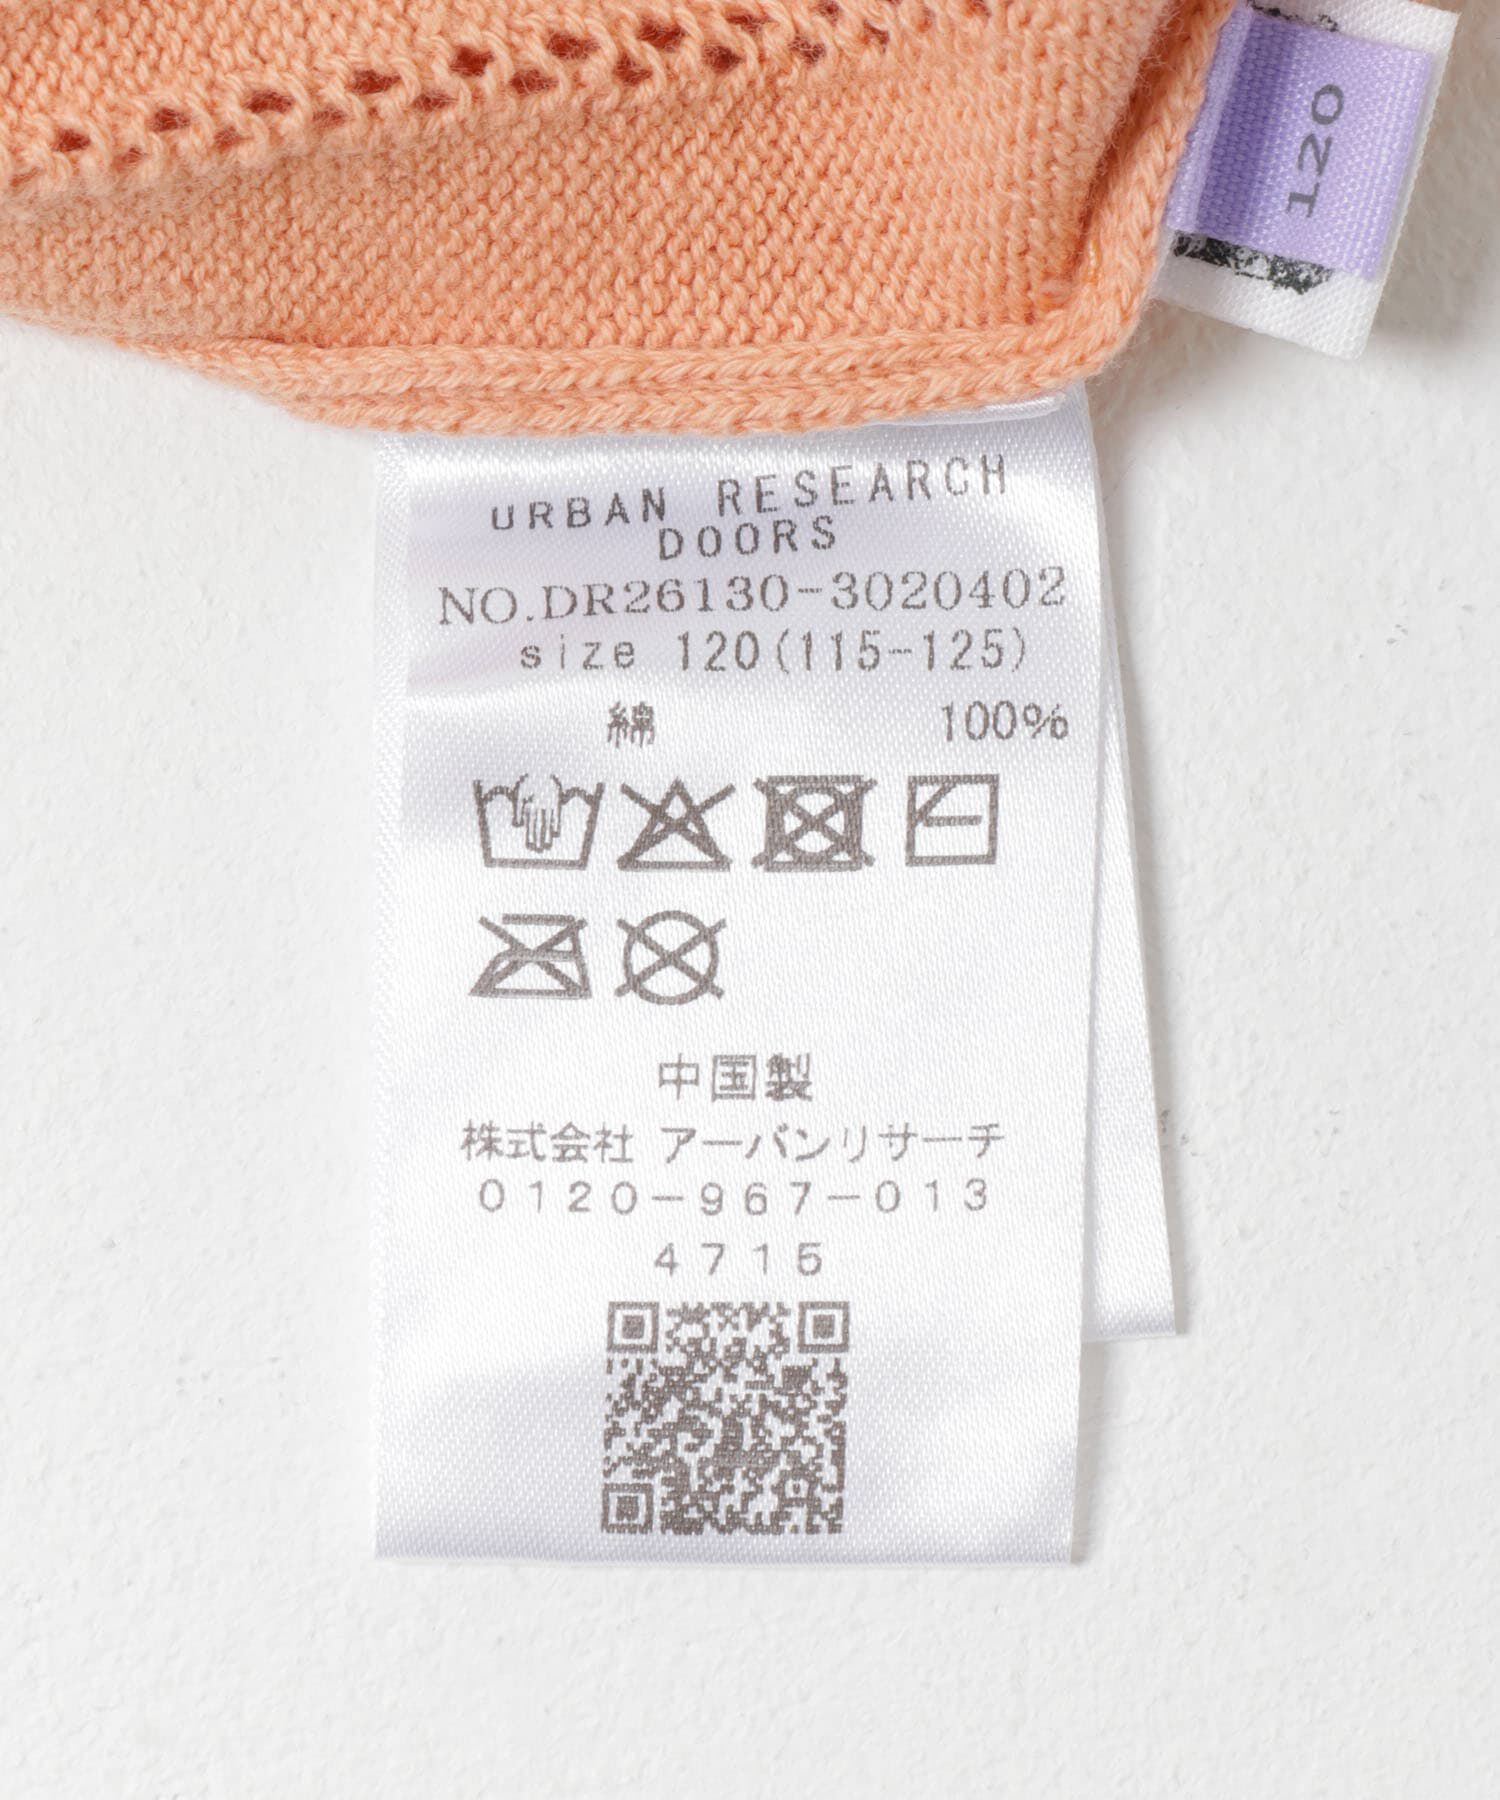 120
URBAN RESEARCH
DOORS
NO.DR26130-3020402
size 120(115-125)
綿 100%
中国製
株式会社 アーバンリサーチ
0120-967-013
4715